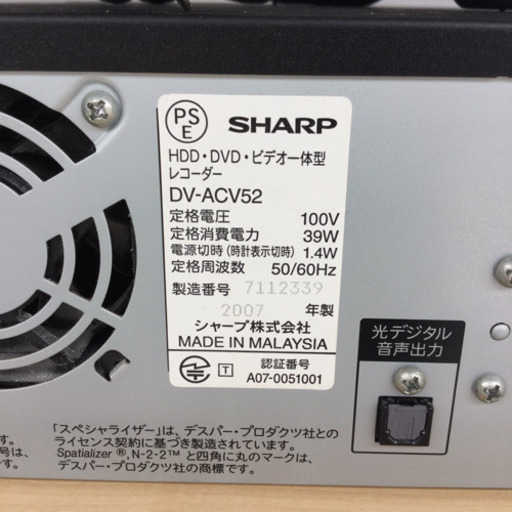 PS
E
SHARP
HDD・DVD・ビデオ一体型
レコーダー
DV-ACV52
定格電圧 100V
定格消費電力 39W
電源切時(時計表示切時) 1.4W
定格周波数 50/60Hz
製造番号 7112339
2007 年製
シャープ株式会社
MADE IN MALAYSIA
T 認証番号
A07-0051001
光デジタル
音声出力
「スペシャライザー」は、デスパー・プロダクツ社との
ライセンス契約に基づき製造されています。
Spatializer ®,N-2-2™ と四角に丸のマークは、
デスパー・プロダクツ社の商標です。
す。
号は、
です。